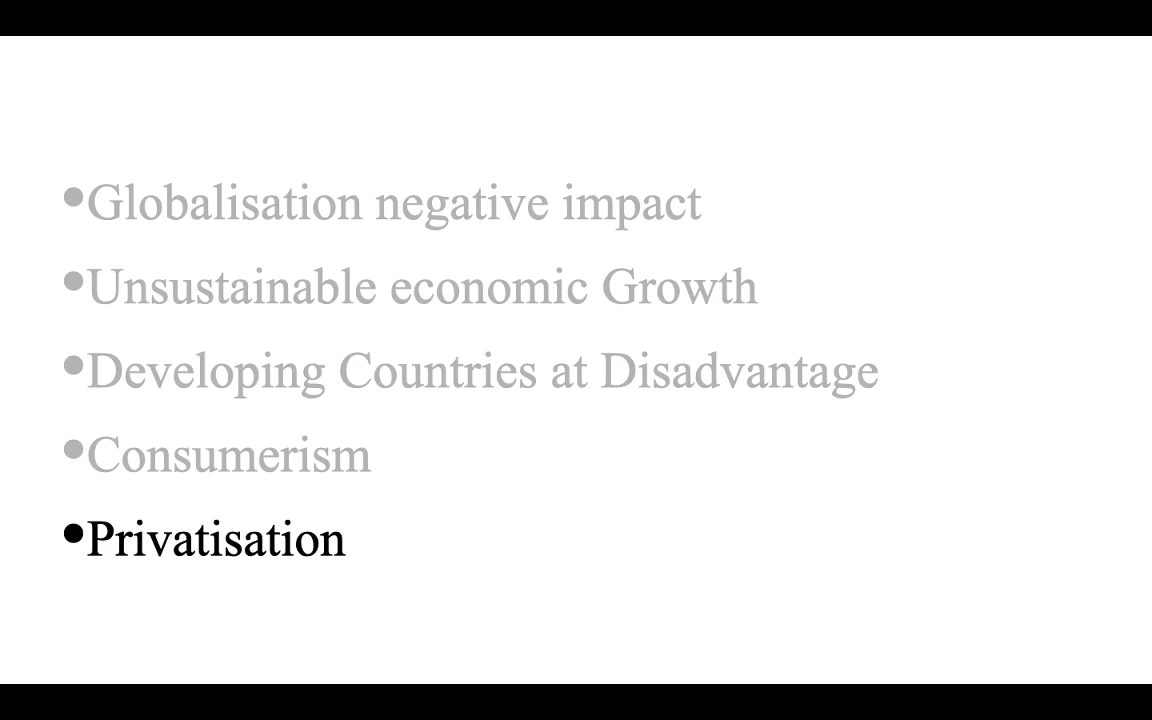 •Globalisation negative impact
•Unsustainable economic Growth
•Developing Countries at Disadvantage
•Consumerism
•Privatisation